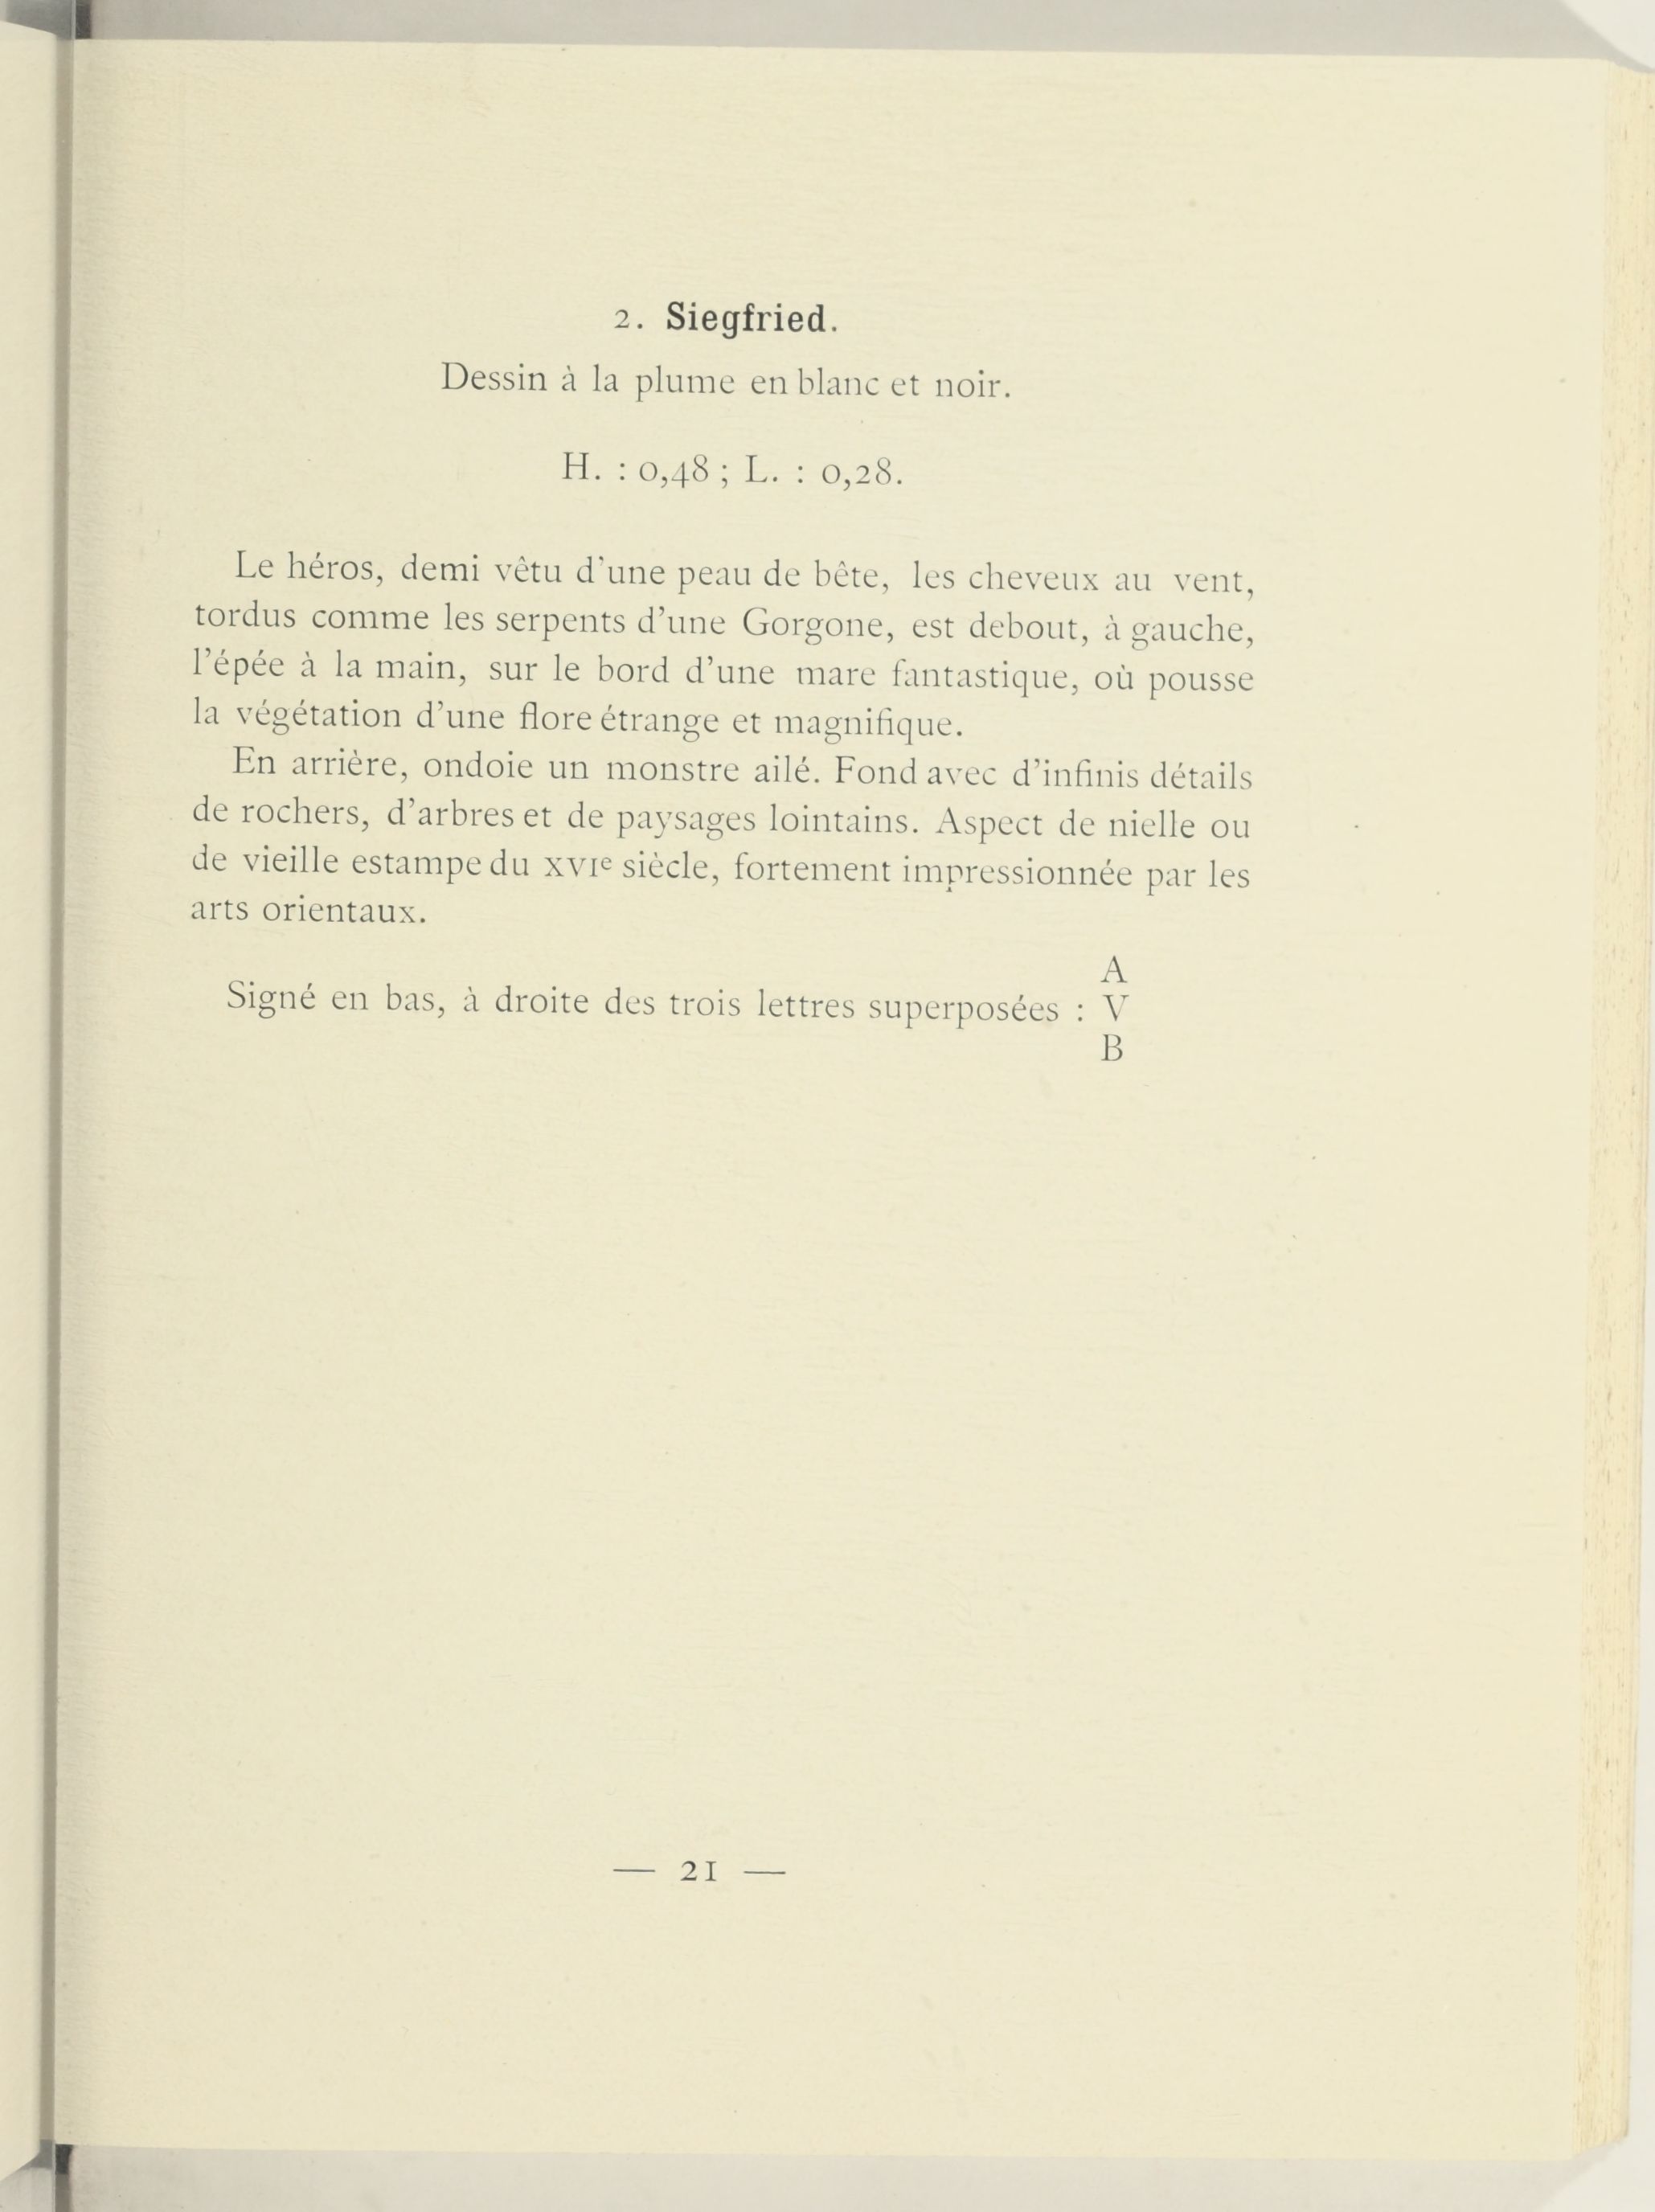 2. Siegfried.
Dessin à la plume en blanc et noir.
H. : 0,48 ; L. : 0,28.
Le héros, demi vêtu d'une peau de bête, les cheveux au vent,
tordus comme les serpents d'une Gorgone, est debout, à gauche,
l'épée à la main, sur le bord d'une mare fantastique, où pousse
la végétation d'une flore étrange et magnifique.
En arrière, ondoie un monstre ailé. Fond avec d'infinis détails
de rochers, d'arbres et de paysages lointains. Aspect de nielle ou
de vieille estampe du XVIe siècle, fortement impressionnée par les
arts orientaux.
A
Signé en bas, à droite des trois lettres superposées : V
B
— 21 —